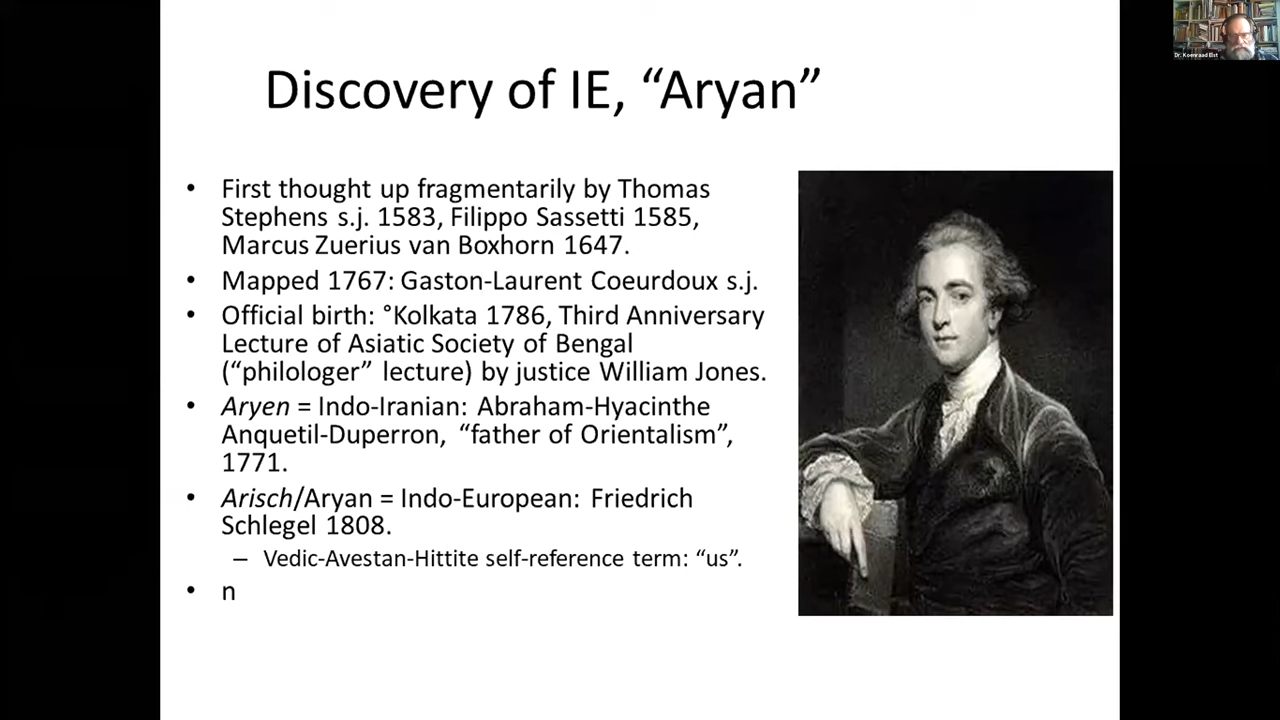 Dr. Koenraad Elst
Discovery of IE, “Aryan”
• First thought up fragmentarily by Thomas
Stephens s.j. 1583, Filippo Sassetti 1585,
Marcus Zuerius van Boxhorn 1647.
• Mapped 1767: Gaston-Laurent Coeurdoux s.j.
• Official birth: °Kolkata 1786, Third Anniversary
Lecture of Asiatic Society of Bengal
(“philologer” lecture) by justice William Jones.
• Aryen = Indo-Iranian: Abraham-Hyacinthe
Anquetil-Duperron, “father of Orientalism”,
1771.
• Arisch/Aryan = Indo-European: Friedrich
Schlegel 1808.
– Vedic-Avestan-Hittite self-reference term: “us”.
• n